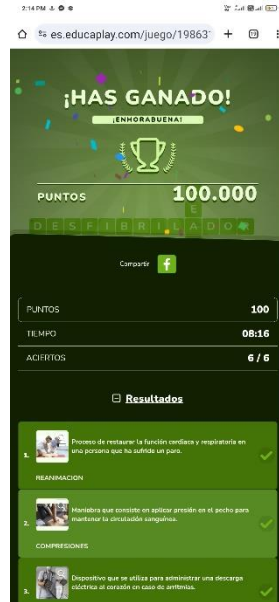 2:14 PM
es.educaplay.com/juego/19863
¡HAS GANADO!
¡ENHORABUENA!
PUNTOS 100.000
E
DESFIBRILADOR
Compartir
PUNTOS 100
TIEMPO 08:16
ACIERTOS 6 / 6
Resultados
1. Proceso de restaurar la función cardíaca y respiratoria en
una persona que ha sufrido un paro.
REANIMACION
2. Maniobra que consiste en aplicar presión en el pecho para
mantener la circulación sanguínea.
COMPRESIONES
3. Dispositivo que se utiliza para administrar una descarga
eléctrica al corazón en caso de arritmias.